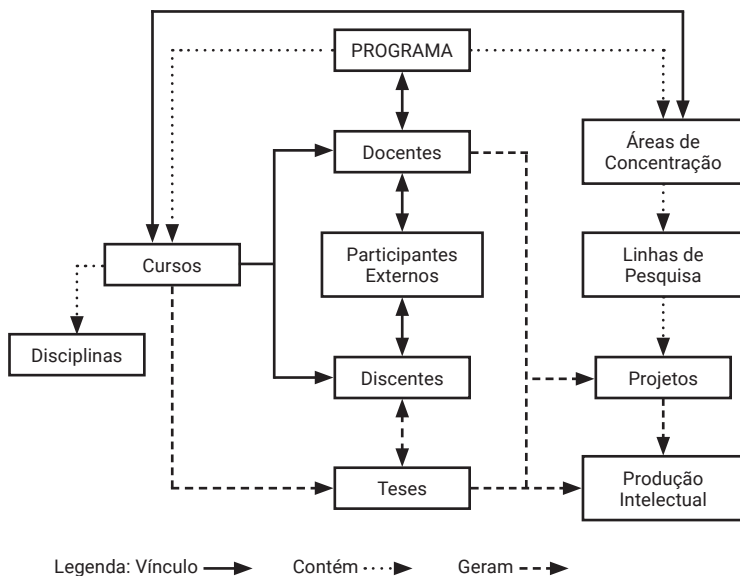 PROGRAMA
Docentes
Áreas de
Concentração
Cursos
Participantes
Externos
Linhas de
Pesquisa
Disciplinas
Discentes
Projetos
Teses
Produção
Intelectual
Legenda: Vínculo Contém Geram